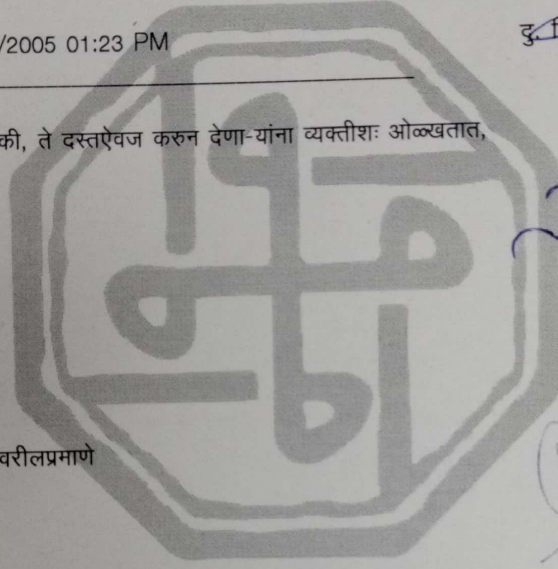 /2005 01:23 PM
दु.
की, ते दस्तऐवज करुन देणा-यांना व्यक्तीशः ओळखतात,
वरीलप्रमाणे